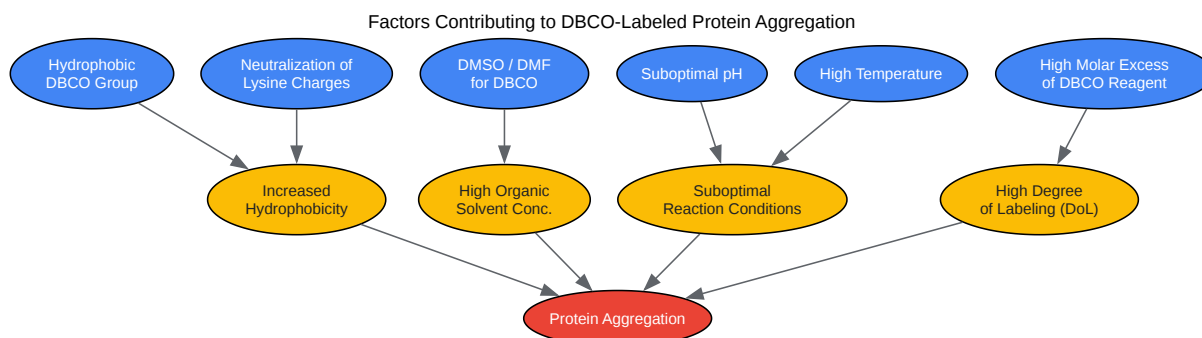 Factors Contributing to DBCO-Labeled Protein Aggregation
Hydrophobic
DBCO Group
Neutralization of
Lysine Charges
DMSO / DMF
for DBCO
Suboptimal pH
High Temperature
High Molar Excess
of DBCO Reagent
Increased
Hydrophobicity
High Organic
Solvent Conc.
Suboptimal
Reaction Conditions
High Degree
of Labeling (DoL)
Protein Aggregation